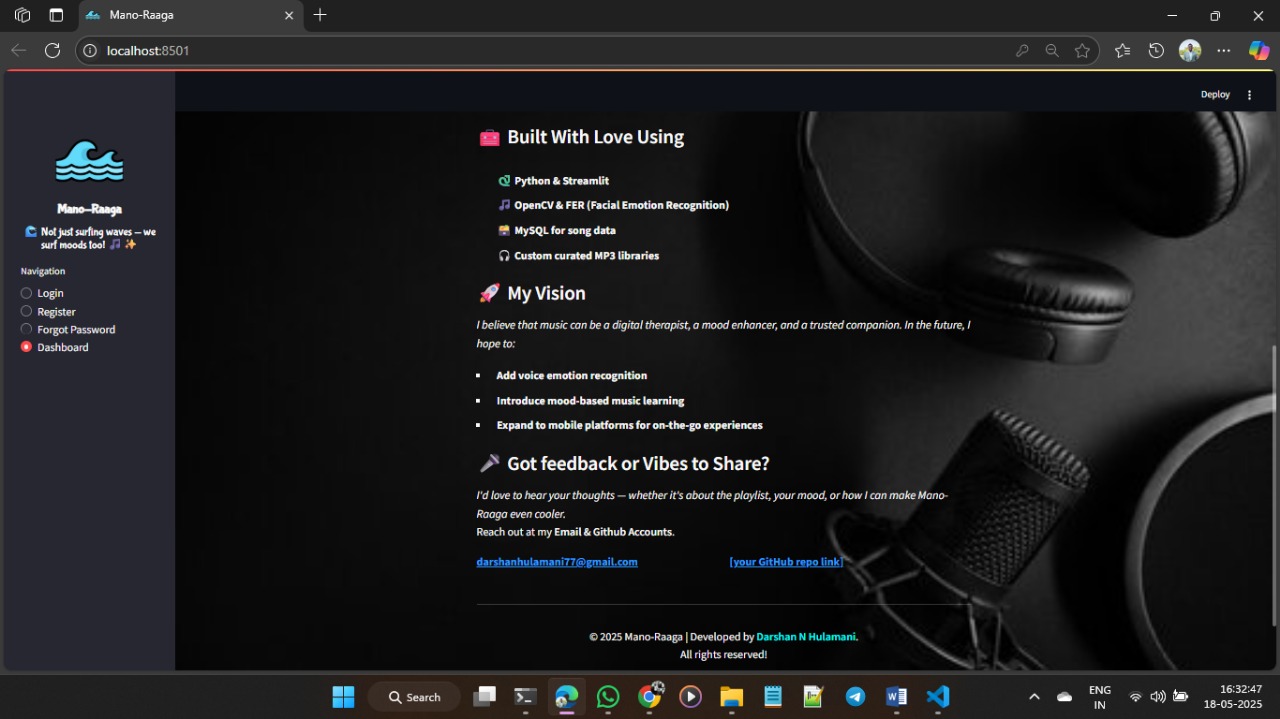 Mano-Raaga
localhost:8501
Deploy
Mano-Raaga
Not just surfing waves — we
surf moods too!
Navigation
Login
Register
Forgot Password
Dashboard
Built With Love Using
Python & Streamlit
OpenCV & FER (Facial Emotion Recognition)
MySQL for song data
Custom curated MP3 libraries
My Vision
I believe that music can be a digital therapist, a mood enhancer, and a trusted companion. In the future, I
hope to:
Add voice emotion recognition
Introduce mood-based music learning
Expand to mobile platforms for on-the-go experiences
Got feedback or Vibes to Share?
I'd love to hear your thoughts — whether it's about the playlist, your mood, or how I can make Mano-
Raaga even cooler.
Reach out at my Email & Github Accounts.
darshanhulamani77@gmail.com [your GitHub repo link]
© 2025 Mano-Raaga | Developed by Darshan N Hulamani.
All rights reserved!
Search
ENG
IN
16:32:47
18-05-2025